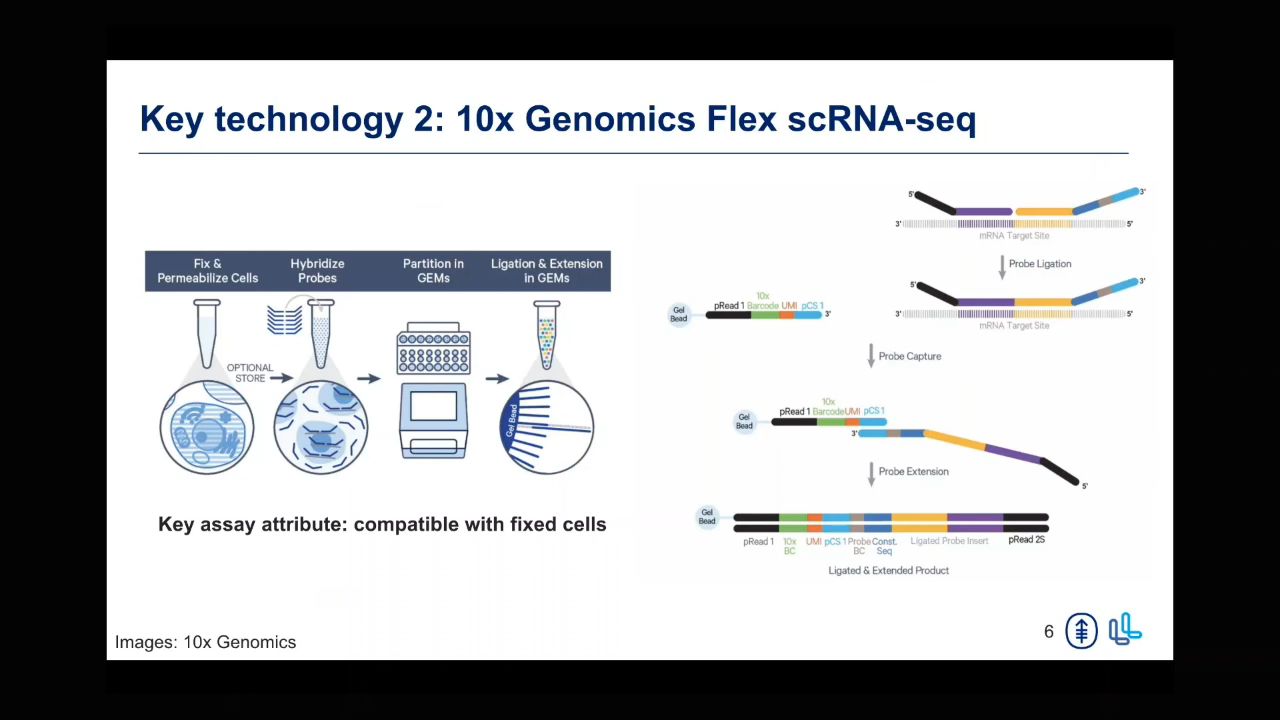 Key technology 2: 10x Genomics Flex scRNA-seq
Fix &
Permeabilize Cells
Hybridize
Probes
Partition in
GEMs
Ligation & Extension
in GEMs
OPTIONAL
STORE
Gel Bead
Key assay attribute: compatible with fixed cells
5'
3'
3'
5'
mRNA Target Site
Probe Ligation
5'
3'
3'
5'
mRNA Target Site
Gel
Bead
pRead 1
10x
Barcode
UMI
pCS 1
3'
Probe Capture
Gel
Bead
pRead 1
10x
Barcode
UMI
pCS 1
3'
5'
Probe Extension
Gel
Bead
pRead 1
10x
BC
UMI
pCS 1
Probe
BC
Const.
Seq
Ligated Probe Insert
pRead 2S
Ligated & Extended Product
Images: 10x Genomics
6